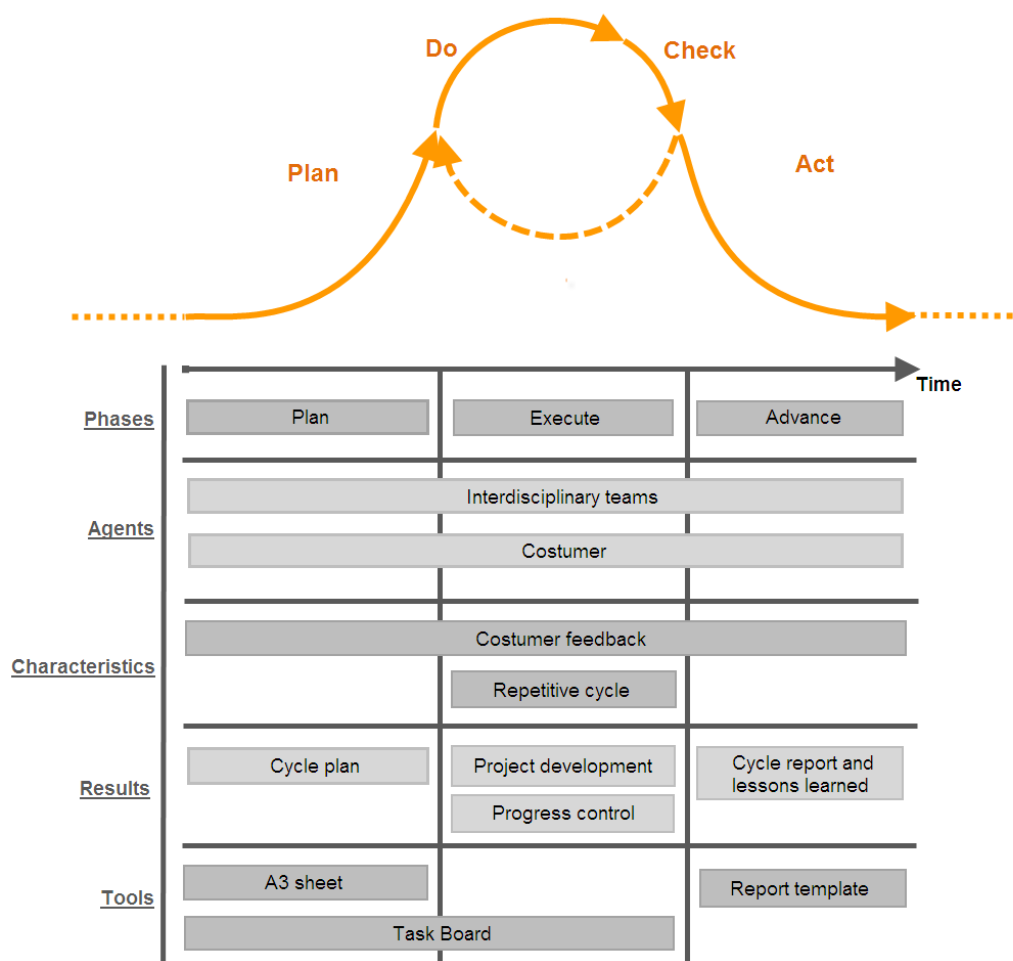 Do
Check
Plan
Act
Time
Phases
Plan
Execute
Advance
Agents
Interdisciplinary teams
Costumer
Characteristics
Costumer feedback
Repetitive cycle
Results
Cycle plan
Project development
Progress control
Cycle report and
lessons learned
Tools
A3 sheet
Report template
Task Board